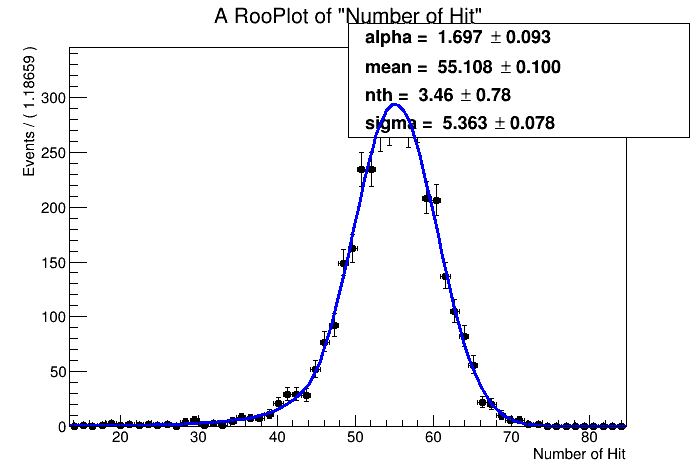 A RooPlot of "Number of Hit"
alpha = 1.697 ± 0.093
mean = 55.108 ± 0.100
nth = 3.46 ± 0.78
sigma = 5.363 ± 0.078
Events / ( 1.18659 )
300
250
200
150
100
50
0
20 30 40 50 60 70 80
Number of Hit